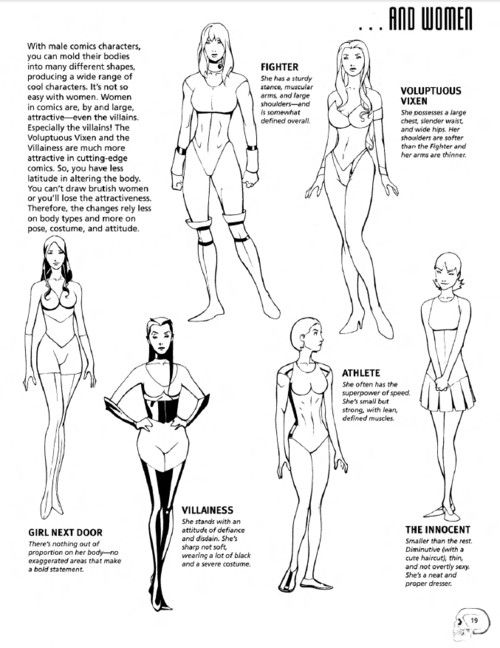 ...AND WOMEN
With male comics characters,
you can mold their bodies
into many different shapes,
producing a wide range of
cool characters. It's not so
easy with women. Women
in comics are, by and large,
attractive—even the villains.
Especially the villains! The
Voluptuous Vixen and the
Villainess are much more
attractive in cutting-edge
comics. So, you have less
latitude in altering the body.
You can't draw brutish women
or you'll lose the attractiveness.
Therefore, the changes rely less
on body types and more on
pose, costume, and attitude.
FIGHTER
She has a sturdy
stance, muscular
arms, and large
shoulders—and
is somewhat
defined overall.
VOLUPTUOUS
VIXEN
She possesses a large
chest, slender waist,
and wide hips. Her
shoulders are softer
than the Fighter and
her arms are thinner.
GIRL NEXT DOOR
There's nothing out of
proportion on her body—no
exaggerated areas that make
a bold statement.
VILLAINESS
She stands with an
attitude of defiance
and disdain. She's
sharp not soft,
wearing a lot of black
and a severe costume.
ATHLETE
She often has the
superpower of speed.
She's small but
strong, with lean,
defined muscles.
THE INNOCENT
Smaller than the rest.
Diminutive (with a
cute haircut), thin,
and not overtly sexy.
She's a neat and
proper dresser.
19